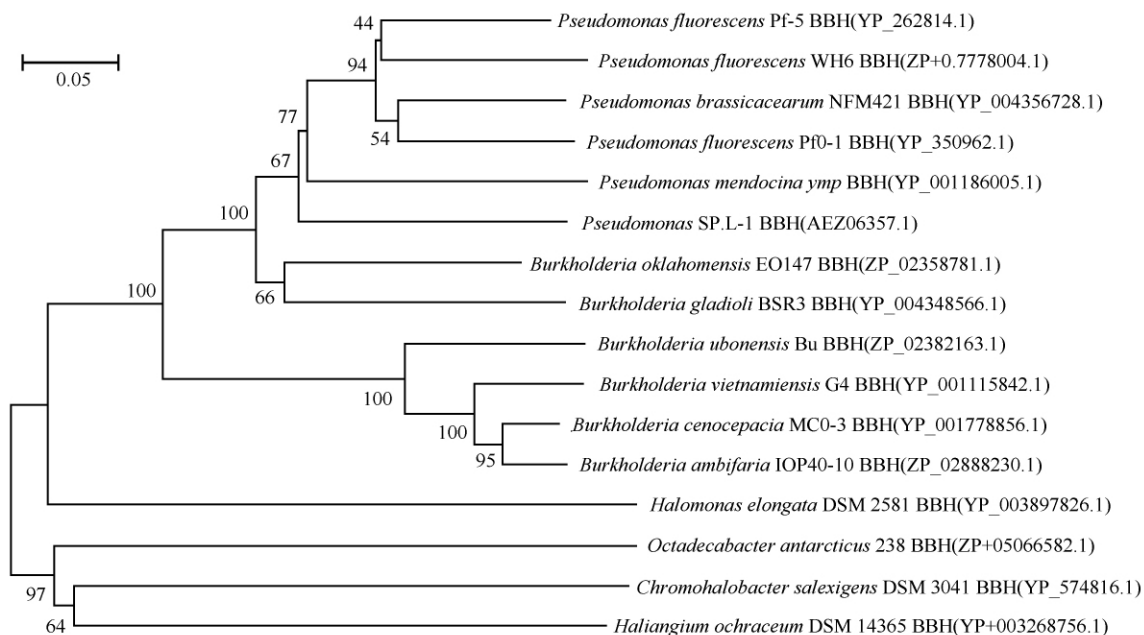 44
Pseudomonas fluorescens Pf-5 BBH(YP_262814.1)
0.05
94
Pseudomonas fluorescens WH6 BBH(ZP+0.7778004.1)
77
Pseudomonas brassicacearum NFM421 BBH(YP_004356728.1)
54
Pseudomonas fluorescens Pf0-1 BBH(YP_350962.1)
67
Pseudomonas mendocina ymp BBH(YP_001186005.1)
100
Pseudomonas SP.L-1 BBH(AEZ06357.1)
Burkholderia oklahomensis EO147 BBH(ZP_02358781.1)
100
66
Burkholderia gladioli BSR3 BBH(YP_004348566.1)
Burkholderia ubonensis Bu BBH(ZP_02382163.1)
100
Burkholderia vietnamiensis G4 BBH(YP_001115842.1)
100
Burkholderia cenocepacia MC0-3 BBH(YP_001778856.1)
95
Burkholderia ambifaria IOP40-10 BBH(ZP_02888230.1)
Halomonas elongata DSM 2581 BBH(YP_003897826.1)
Octadecabacter antarcticus 238 BBH(ZP+05066582.1)
97
Chromohalobacter salexigens DSM 3041 BBH(YP_574816.1)
64
Haliangium ochraceum DSM 14365 BBH(YP+003268756.1)